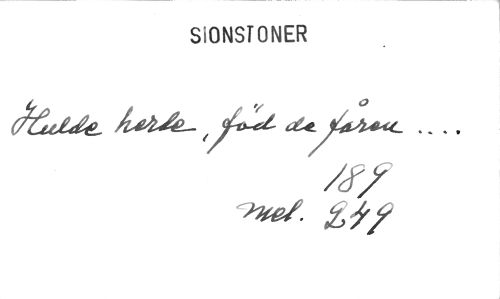 SIONSTONER
Hulde herde, föd de fåren ....
189
mel. 249